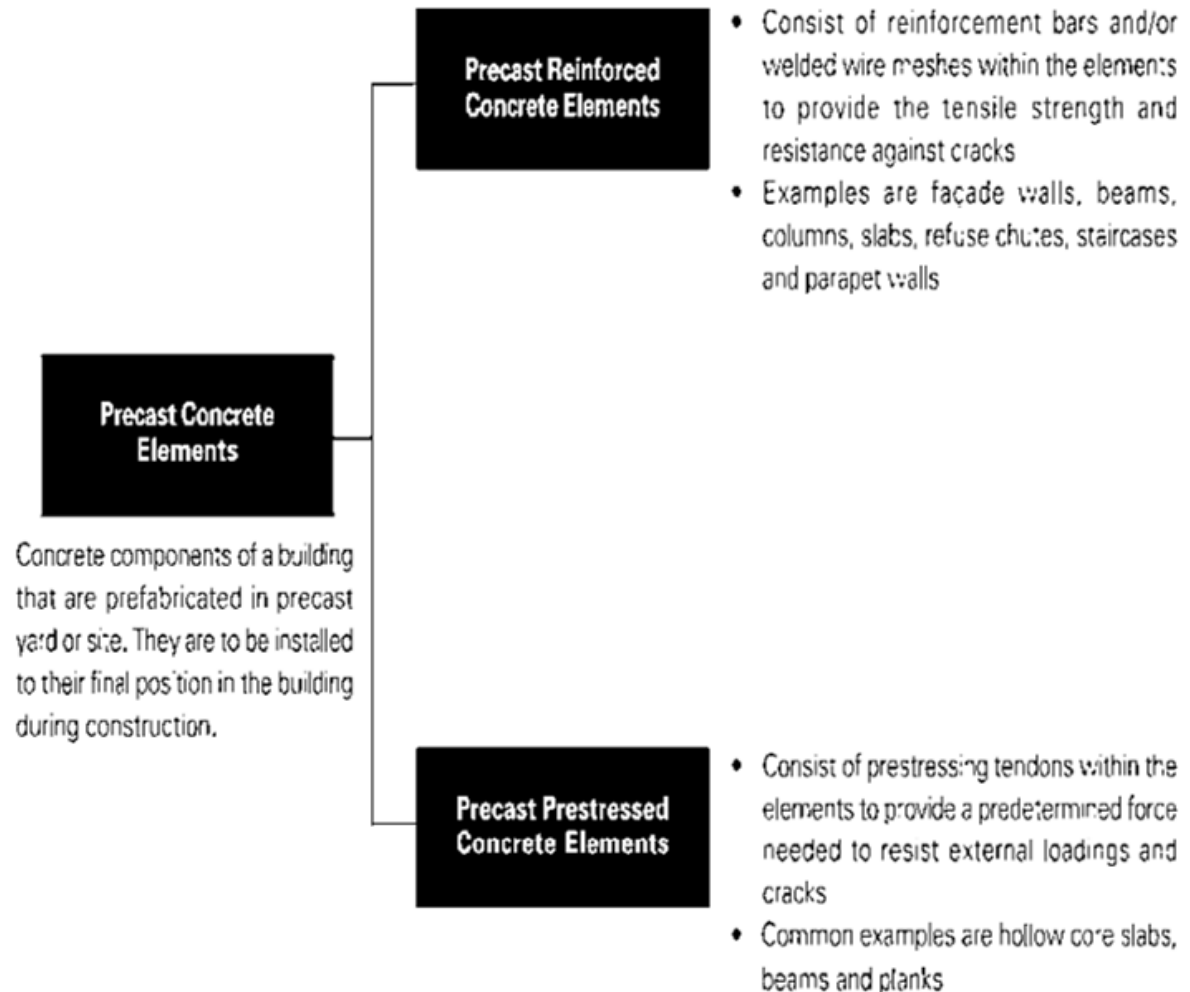 Precast Reinforced
Concrete Elements
• Consist of reinforcement bars and/or
welded wire meshes within the elements
to provide the tensile strength and
resistance against cracks
• Examples are façade walls, beams,
columns, slabs, refuse chutes, staircases
and parapet walls
Precast Concrete
Elements
Concrete components of a building
that are prefabricated in precast
yard or site. They are to be installed
to their final position in the building
during construction.
Precast Prestressed
Concrete Elements
• Consist of prestressing tendons within the
elements to provide a predetermined force
needed to resist external loadings and
cracks
• Common examples are hollow core slabs,
beams and planks